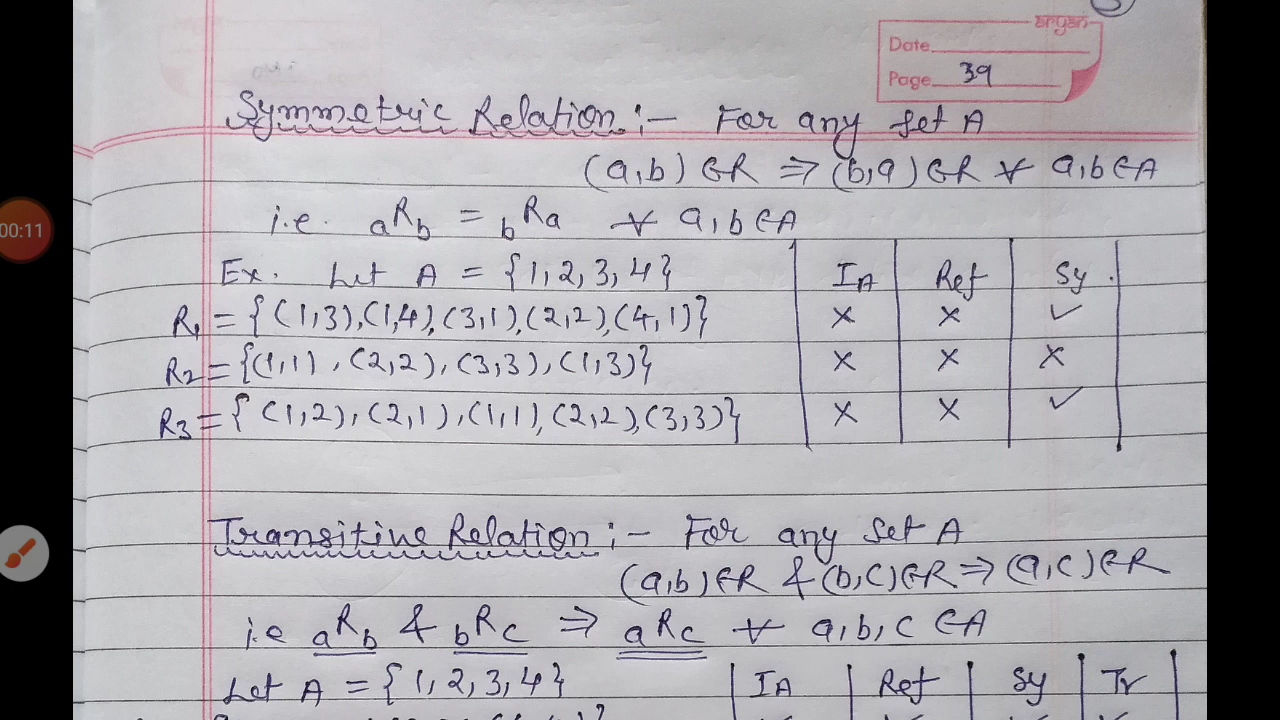 aryan
Date
Page 39
Symmetric Relation :- For any set A
(a,b) ∈ R ⇒ (b,a) ∈ R ∀ a,b ∈ A
i.e. aRb = bRa ∀ a,b ∈ A
Ex. Let A = {1,2,3,4} IA Ref Sy.
R1 = {(1,3),(1,4),(3,1),(2,2),(4,1)} × × ✓
R2 = {(1,1),(2,2),(3,3),(1,3)} × × ×
R3 = {(1,2),(2,1),(1,1),(2,2),(3,3)} × × ✓
00:11
Transitive Relation :- For any set A
(a,b) ∈ R & (b,c) ∈ R ⇒ (a,c) ∈ R
i.e aRb & bRc ⇒ aRc ∀ a,b,c ∈ A
Let A = {1,2,3,4} IA Ref Sy Tr